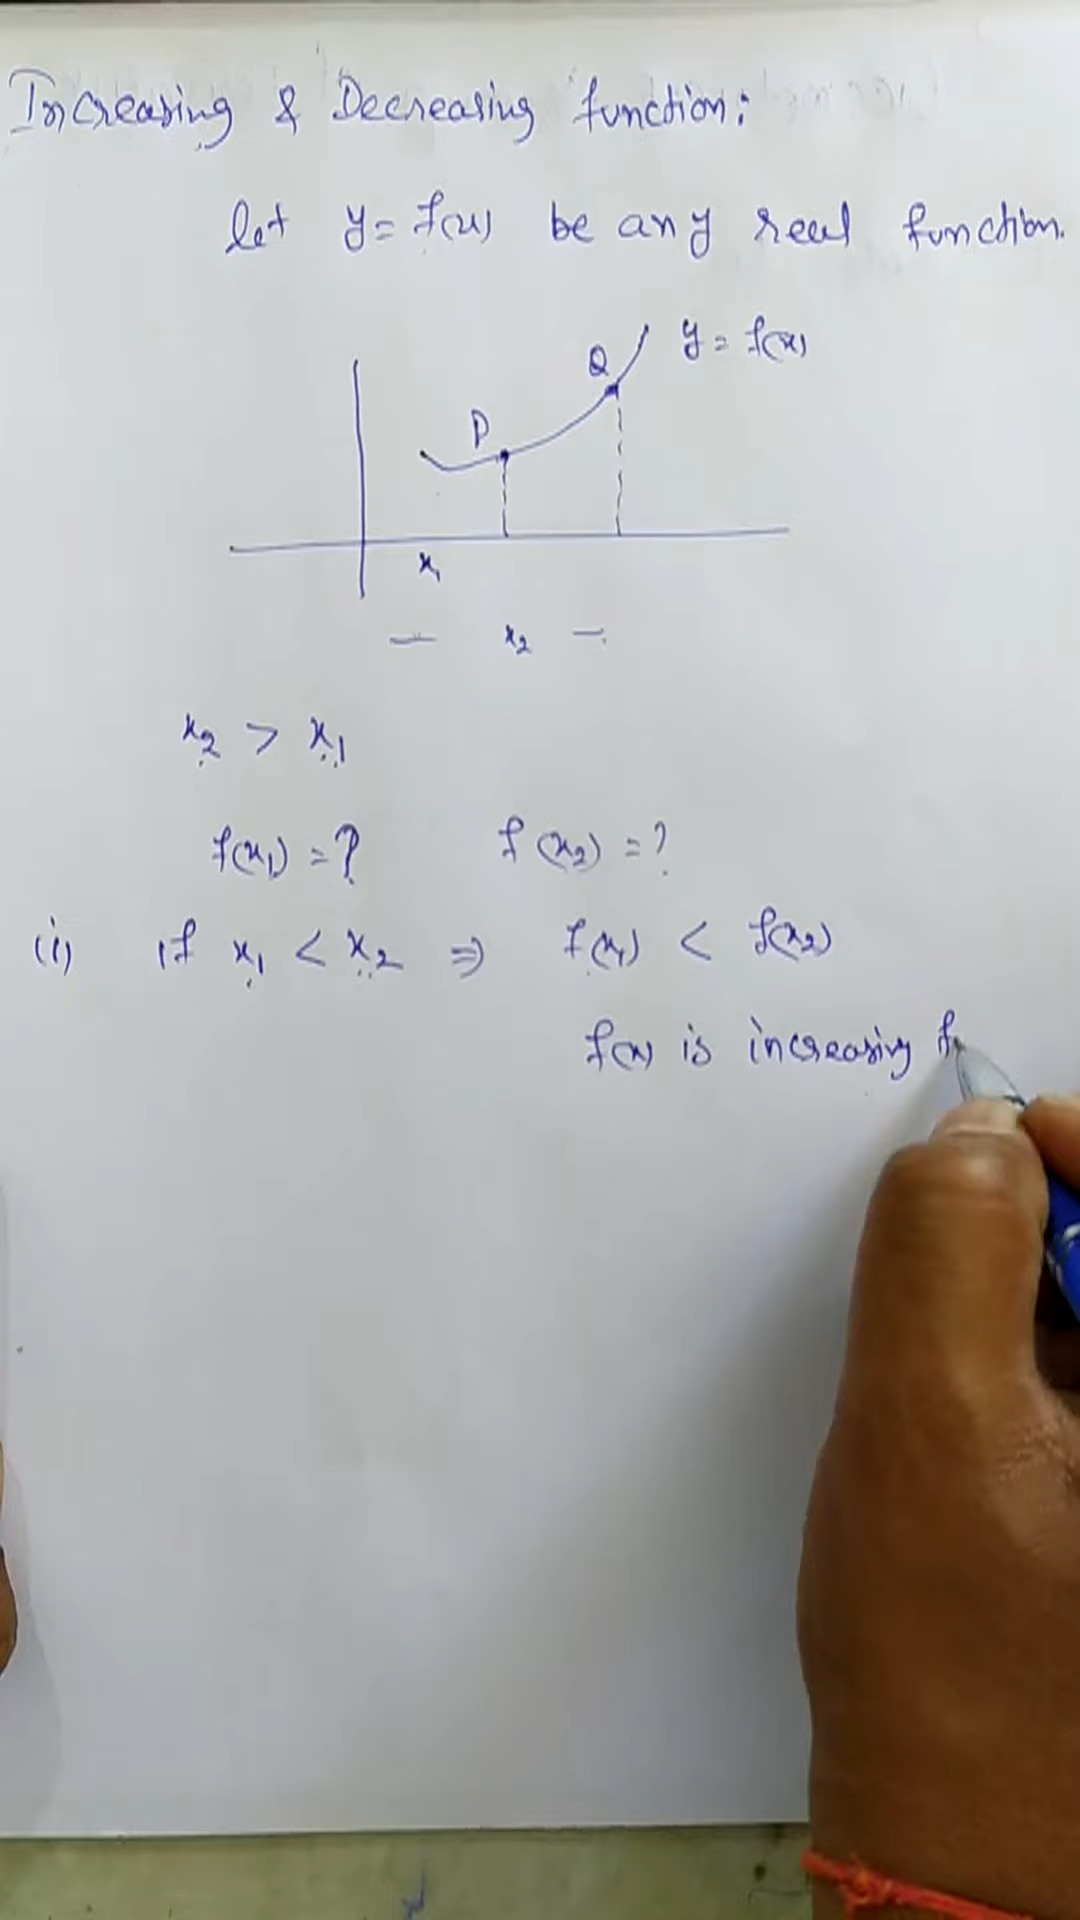 Increasing & Decreasing function:
let y = f(x) be any real function.
y = f(x)
Q
P
x₁
— x₂ —
x₂ > x₁
f(x₁) = ? f(x₂) = ?
(i) if x₁ < x₂ ⇒ f(x₁) < f(x₂)
f(x) is increasing f